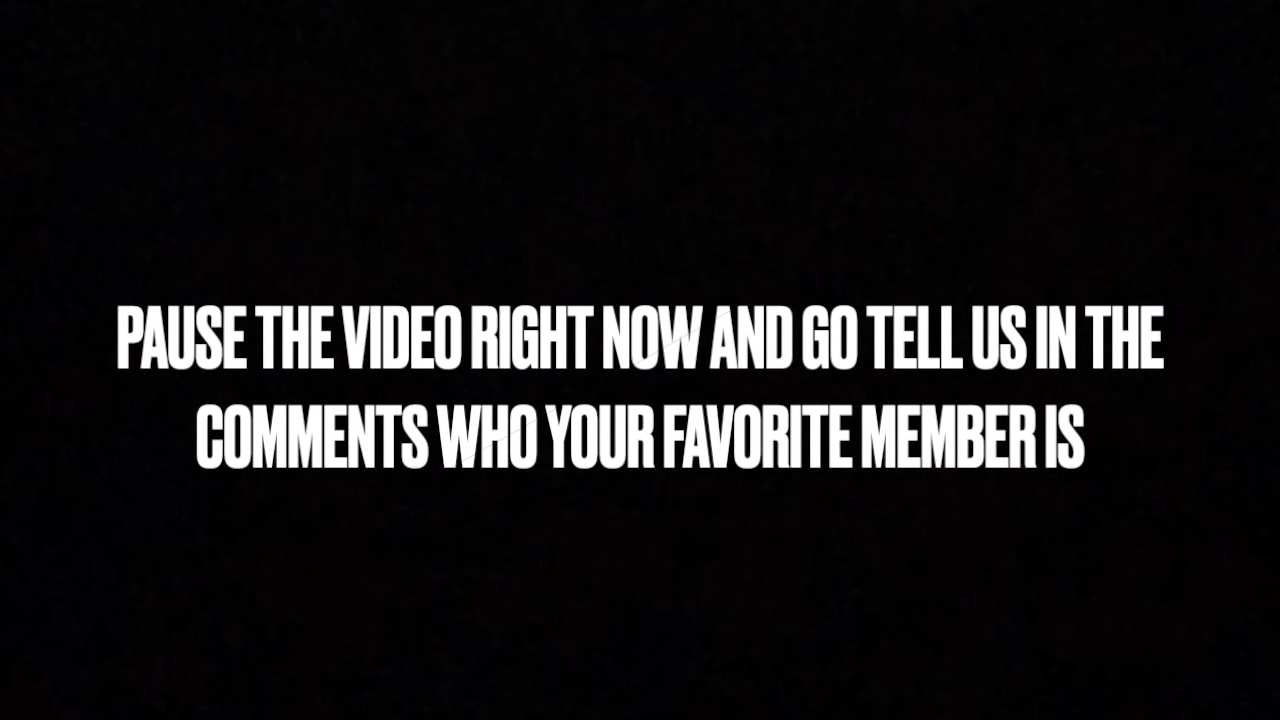 PAUSE THE VIDEO RIGHT NOW AND GO TELL US IN THE
COMMENTS WHO YOUR FAVORITE MEMBER IS